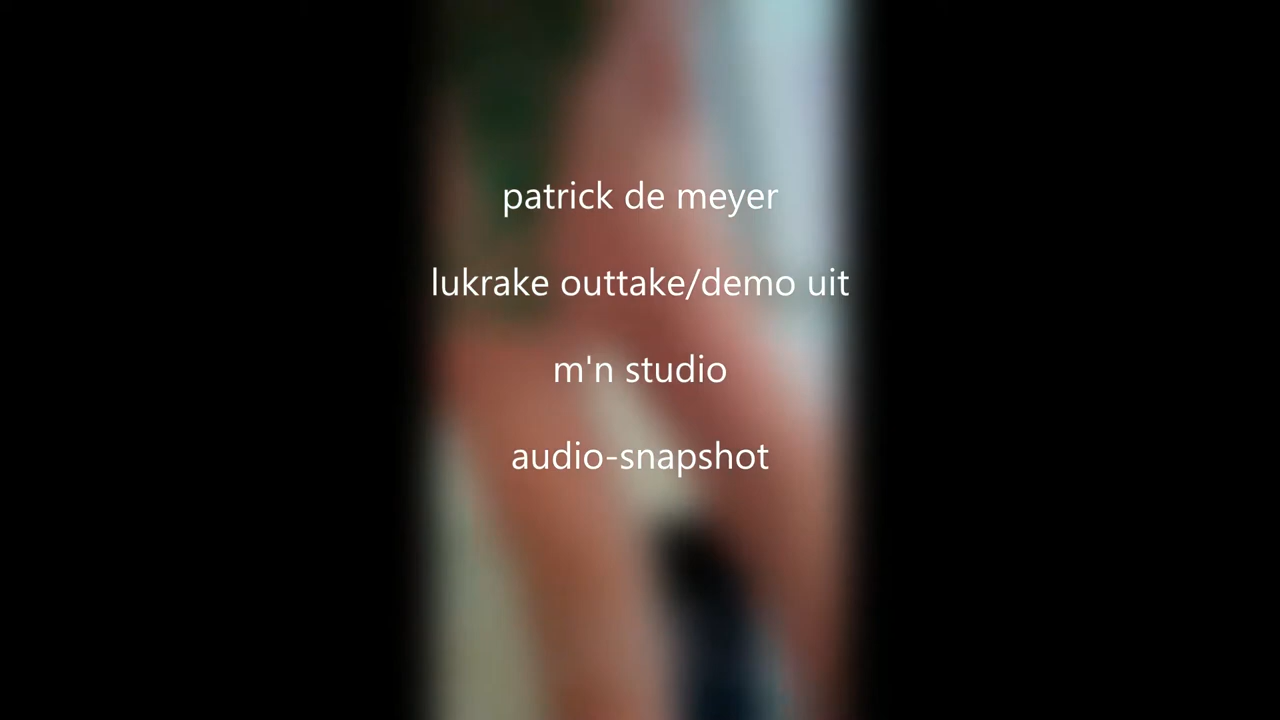 patrick de meyer
lukrake outtake/demo uit
m'n studio
audio-snapshot